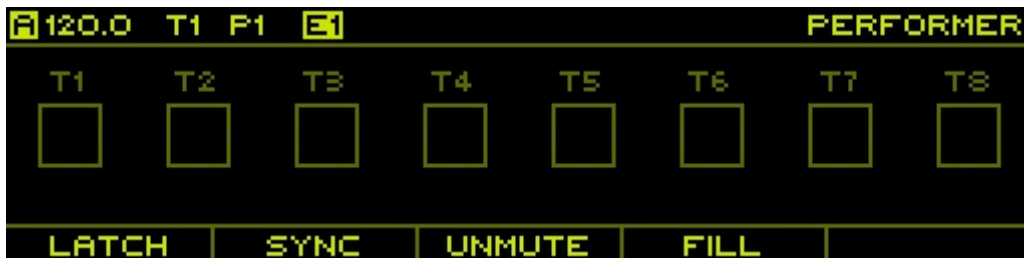 A 120.0 T1 P1 E1 PERFORMER
T1 T2 T3 T4 T5 T6 T7 T8
LATCH SYNC UNMUTE FILL